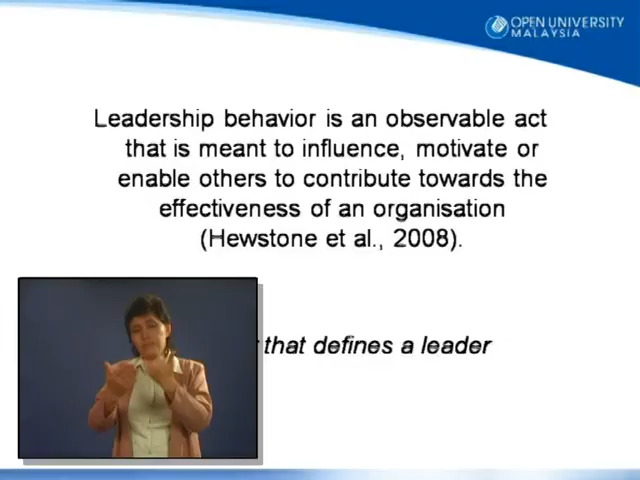 OPEN UNIVERSITY
MALAYSIA
Leadership behavior is an observable act
that is meant to influence, motivate or
enable others to contribute towards the
effectiveness of an organisation
(Hewstone et al., 2008).
that defines a leader